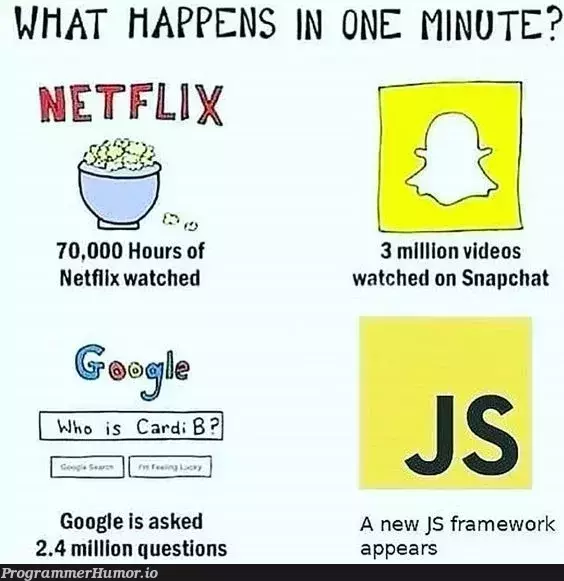 WHAT HAPPENS IN ONE MINUTE?
NETFLIX
70,000 Hours of
Netflix watched
3 million videos
watched on Snapchat
Google
Who is Cardi B?
Google Search
I'm Feeling Lucky
Google is asked
2.4 million questions
JS
A new JS framework
appears
ProgrammerHumor.io